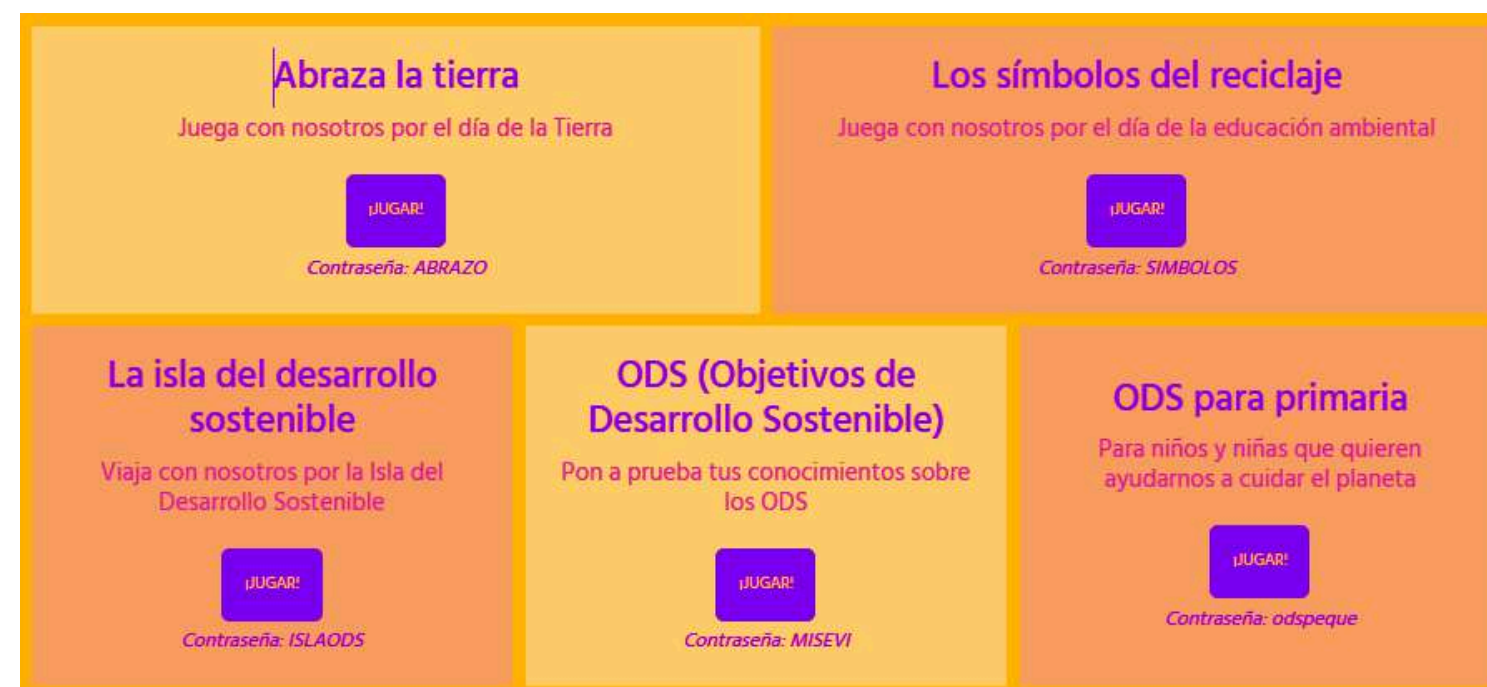 Abraza la tierra
Juega con nosotros por el día de la Tierra
¡JUGAR!
Contraseña: ABRAZO
Los símbolos del reciclaje
Juega con nosotros por el día de la educación ambiental
¡JUGAR!
Contraseña: SIMBOLOS
La isla del desarrollo
sostenible
Viaja con nosotros por la Isla del
Desarrollo Sostenible
¡JUGAR!
Contraseña: ISLAODS
ODS (Objetivos de
Desarrollo Sostenible)
Pon a prueba tus conocimientos sobre
los ODS
¡JUGAR!
Contraseña: MISEVI
ODS para primaria
Para niños y niñas que quieren
ayudarnos a cuidar el planeta
¡JUGAR!
Contraseña: odspeque